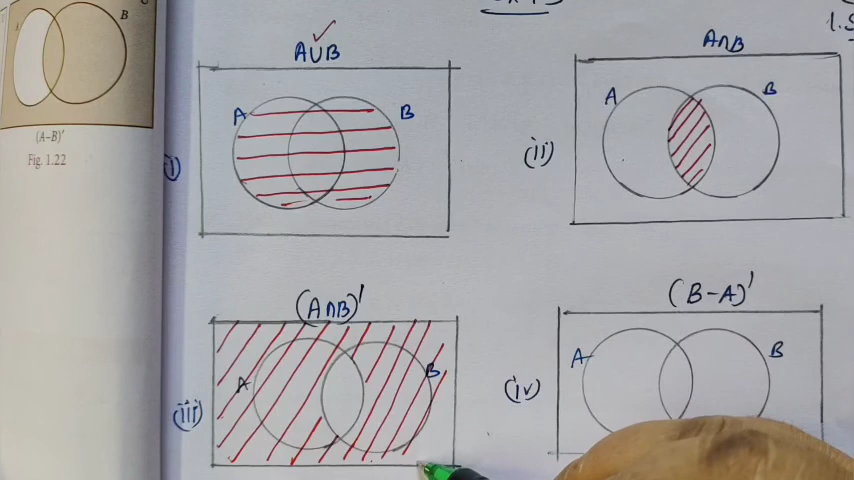 A
B
(A−B)'
Fig. 1.22
A∪B
A
B
(i)
A∩B
A
B
(ii)
(A∩B)'
A
B
(iii)
(B−A)'
A
B
(iv)